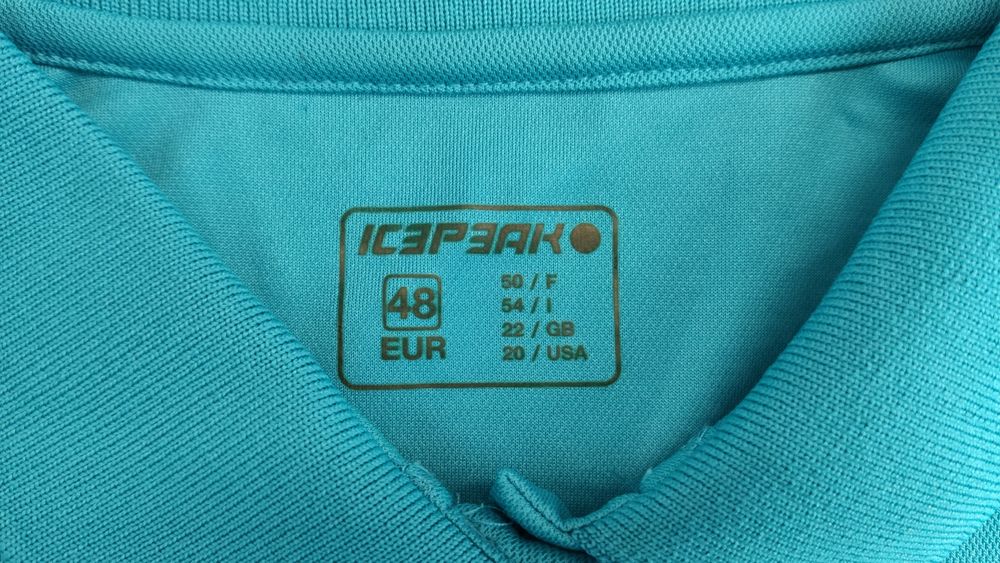 ICEPEAK
48
EUR
50 / F
54 / I
22 / GB
20 / USA